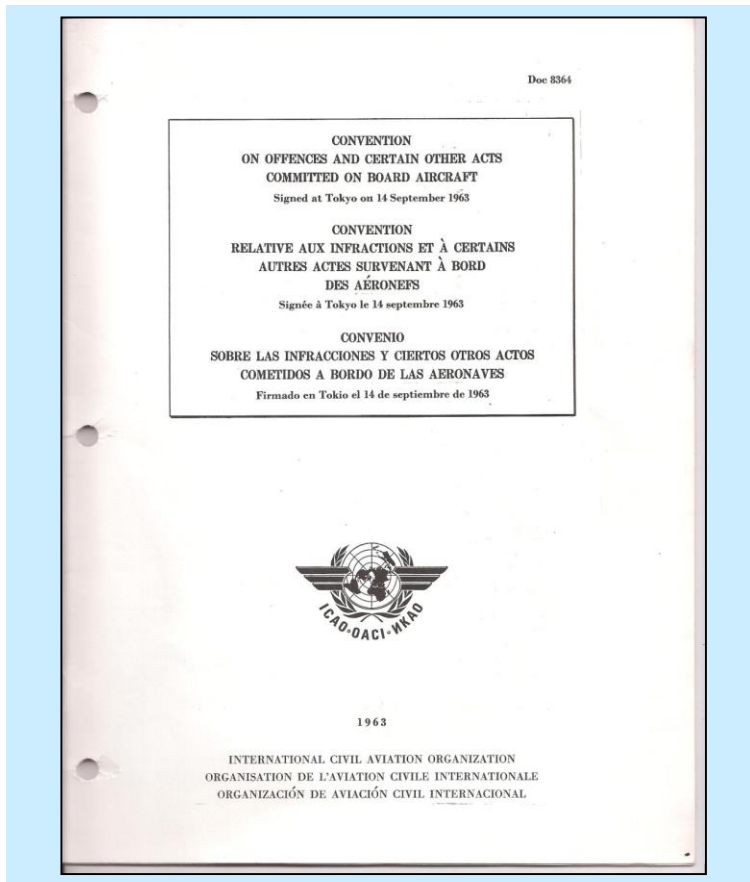 Doc 8364
CONVENTION
ON OFFENCES AND CERTAIN OTHER ACTS
COMMITTED ON BOARD AIRCRAFT
Signed at Tokyo on 14 September 1963
CONVENTION
RELATIVE AUX INFRACTIONS ET À CERTAINS
AUTRES ACTES SURVENANT À BORD
DES AÉRONEFS
Signée à Tokyo le 14 septembre 1963
CONVENIO
SOBRE LAS INFRACCIONES Y CIERTOS OTROS ACTOS
COMETIDOS A BORDO DE LAS AERONAVES
Firmado en Tokio el 14 de septiembre de 1963
ICAO·OACI·ИКАО
1963
INTERNATIONAL CIVIL AVIATION ORGANIZATION
ORGANISATION DE L'AVIATION CIVILE INTERNATIONALE
ORGANIZACIÓN DE AVIACIÓN CIVIL INTERNACIONAL